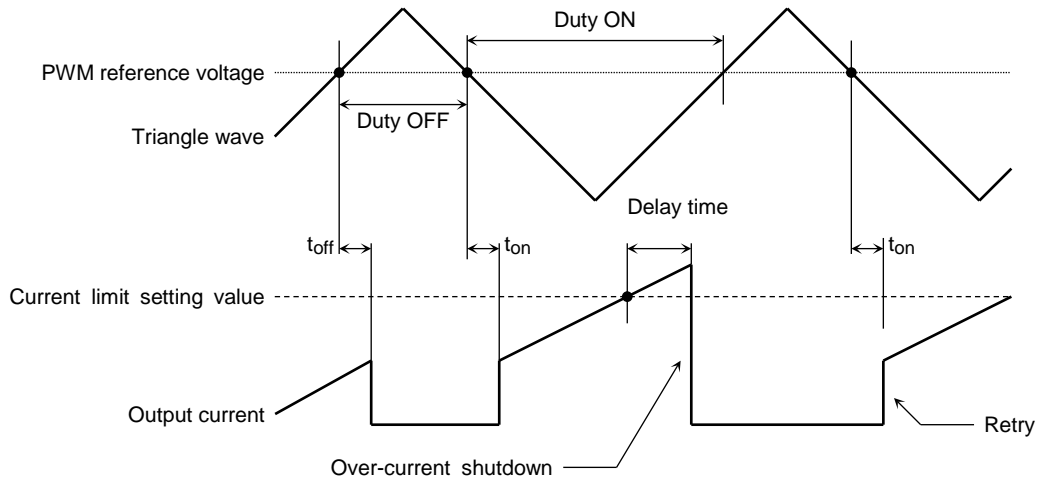 Duty ON
PWM reference voltage
Duty OFF
Triangle wave
Delay time
toff
ton
ton
Current limit setting value
Output current
Retry
Over-current shutdown